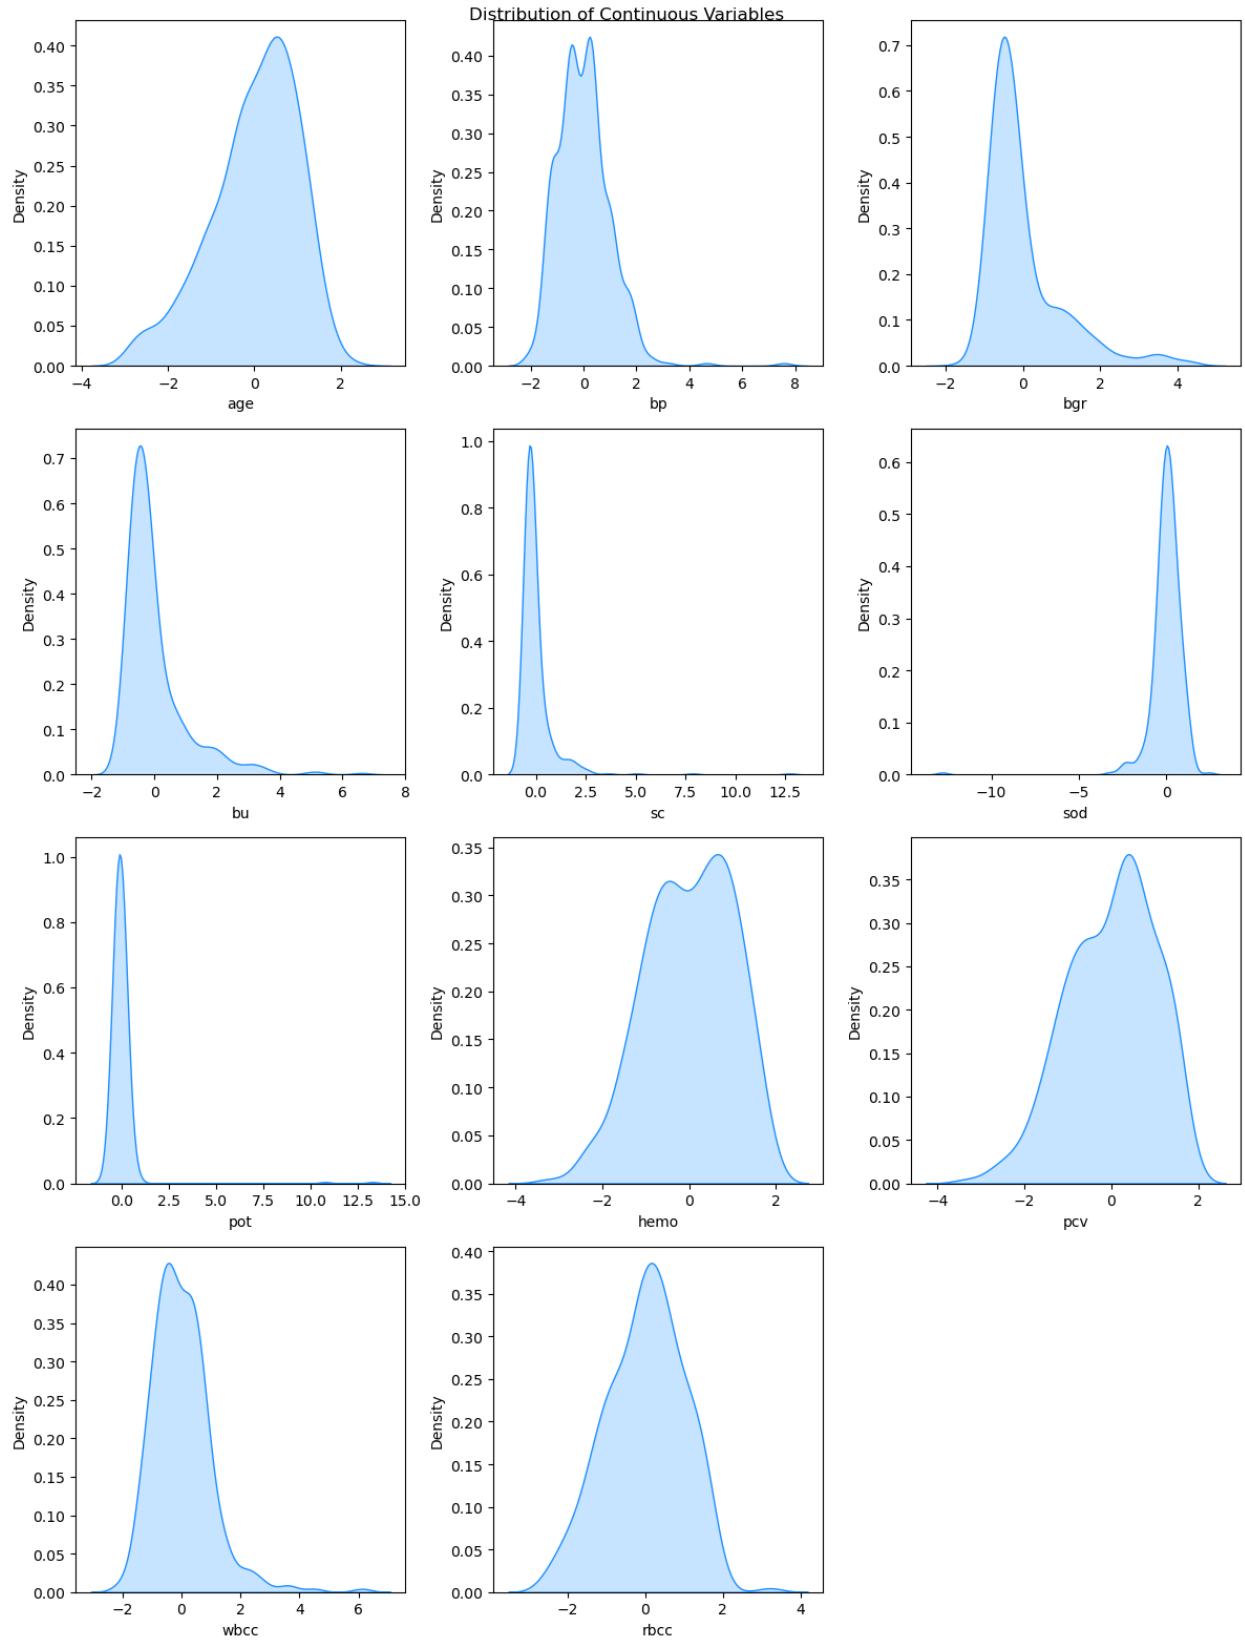 Distribution of Continuous Variables
0.40
0.35
0.30
0.25
0.20
0.15
0.10
0.05
0.00
Density
−4 −2 0 2
age
0.40
0.35
0.30
0.25
0.20
0.15
0.10
0.05
0.00
Density
−2 0 2 4 6 8
bp
0.7
0.6
0.5
0.4
0.3
0.2
0.1
0.0
Density
−2 0 2 4
bgr
0.7
0.6
0.5
0.4
0.3
0.2
0.1
0.0
Density
−2 0 2 4 6 8
bu
1.0
0.8
0.6
0.4
0.2
0.0
Density
0.0 2.5 5.0 7.5 10.0 12.5
sc
0.6
0.5
0.4
0.3
0.2
0.1
0.0
Density
−10 −5 0
sod
1.0
0.8
0.6
0.4
0.2
0.0
Density
0.0 2.5 5.0 7.5 10.0 12.5 15.0
pot
0.35
0.30
0.25
0.20
0.15
0.10
0.05
0.00
Density
−4 −2 0 2
hemo
0.35
0.30
0.25
0.20
0.15
0.10
0.05
0.00
Density
−4 −2 0 2
pcv
0.40
0.35
0.30
0.25
0.20
0.15
0.10
0.05
0.00
Density
−2 0 2 4 6
wbcc
0.40
0.35
0.30
0.25
0.20
0.15
0.10
0.05
0.00
Density
−2 0 2 4
rbcc